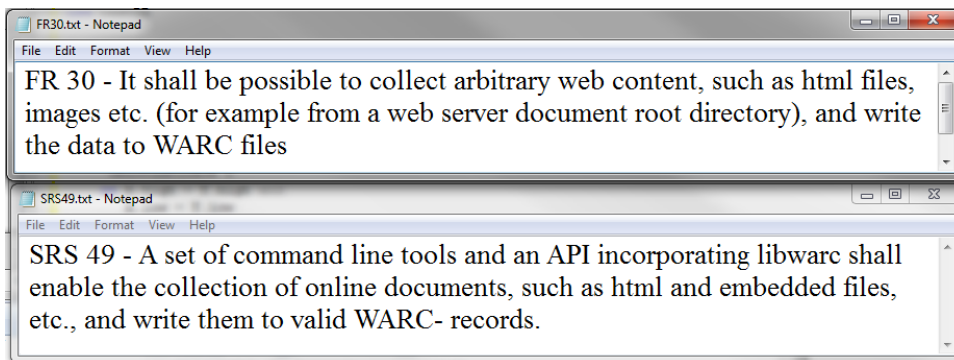 FR30.txt - Notepad
File Edit Format View Help
FR 30 - It shall be possible to collect arbitrary web content, such as html files,
images etc. (for example from a web server document root directory), and write
the data to WARC files
SRS49.txt - Notepad
File Edit Format View Help
SRS 49 - A set of command line tools and an API incorporating libwarc shall
enable the collection of online documents, such as html and embedded files,
etc., and write them to valid WARC- records.